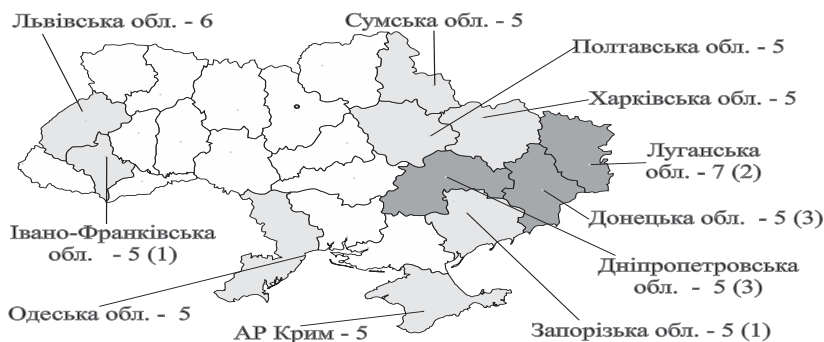 Львівська обл. - 6
Сумська обл. - 5
Полтавська обл. - 5
Харківська обл. - 5
Луганська
обл. - 7 (2)
Донецька обл. - 5 (3)
Дніпропетровська
обл. - 5 (3)
Запорізька обл. - 5 (1)
АР Крим - 5
Одеська обл. - 5
Івано-Франківська
обл. - 5 (1)